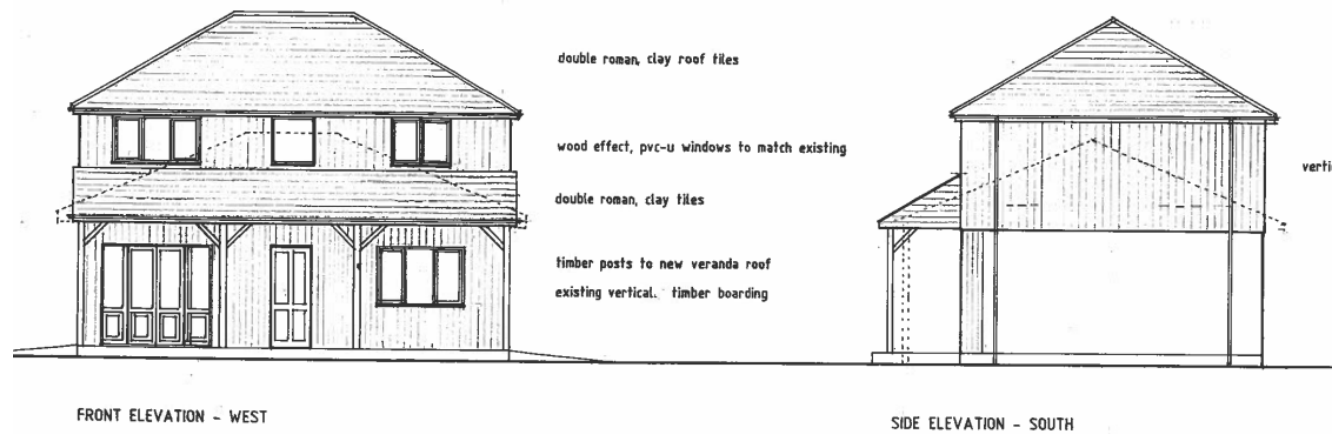 double roman, clay roof tiles
wood effect, pvc-u windows to match existing
double roman, clay tiles
timber posts to new veranda roof
existing vertical. timber boarding
FRONT ELEVATION - WEST
SIDE ELEVATION - SOUTH